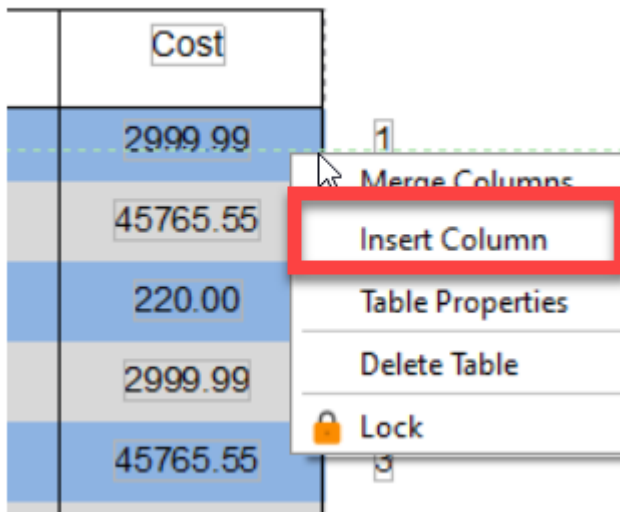 Cost
2999.99 1
Merge Columns
45765.55
Insert Column
220.00
Table Properties
2999.99
Delete Table
Lock
45765.55 3